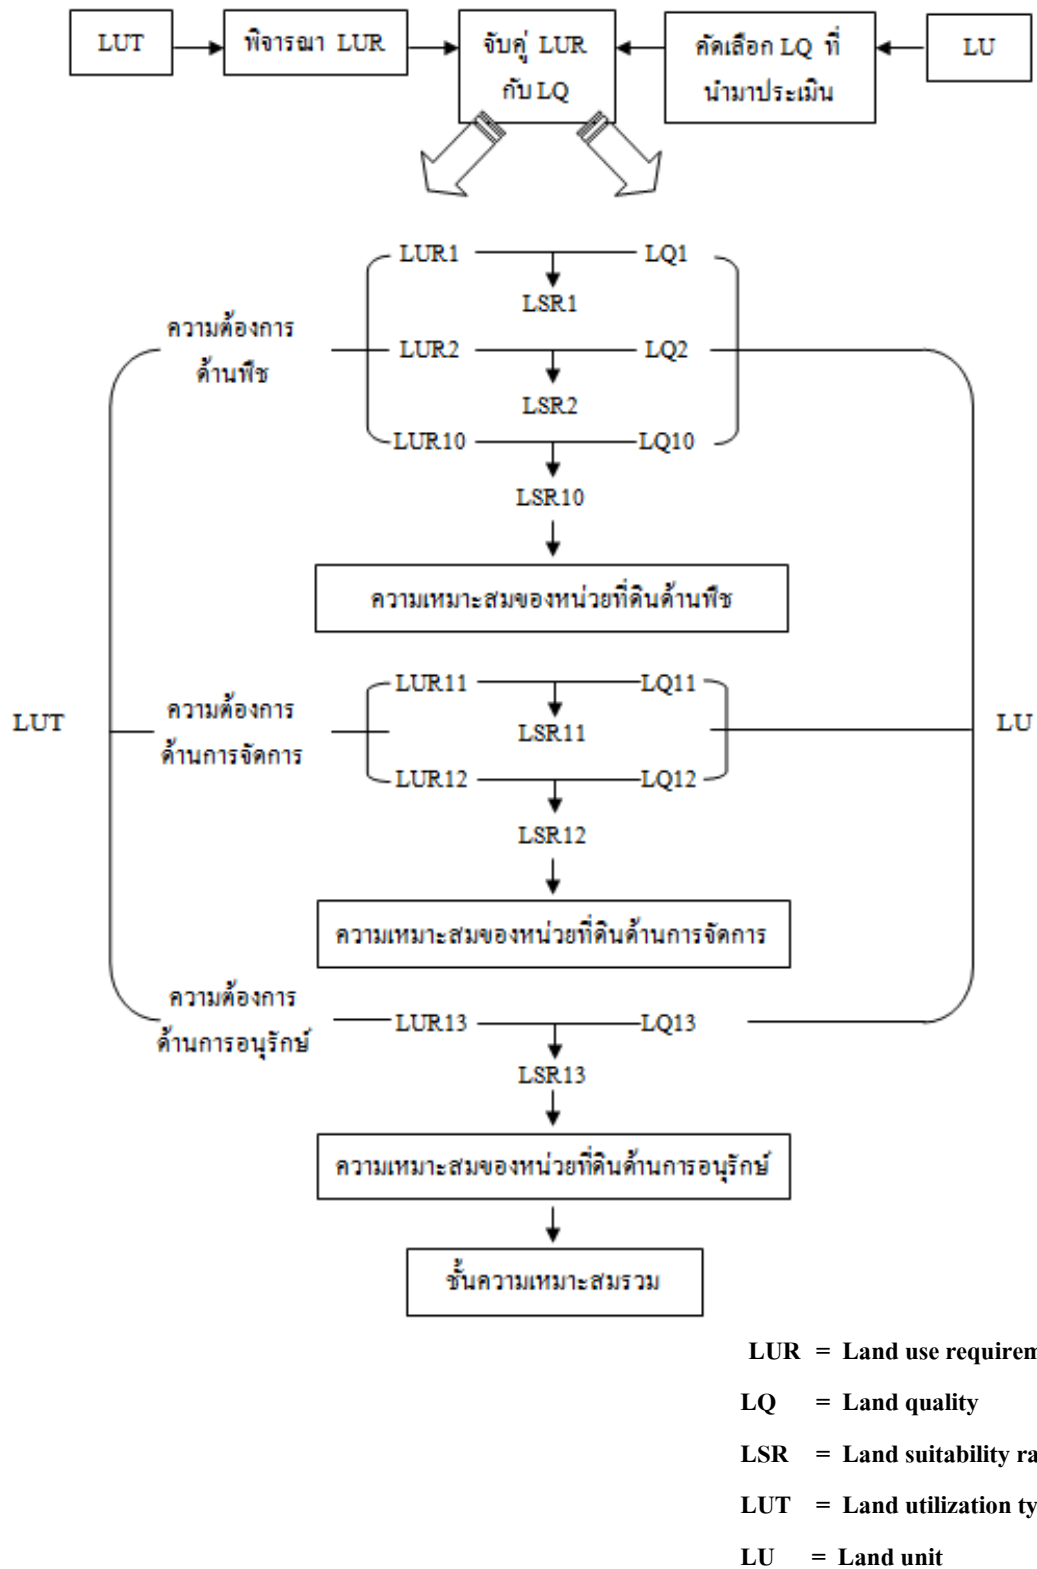 LUT
พิจารณา LUR
จับคู่ LUR
กับ LQ
คัดเลือก LQ ที่
นำมาประเมิน
LU
LUR1
LQ1
LSR1
ความต้องการ
ด้านพืช
LUR2
LQ2
LSR2
LUR10
LQ10
LSR10
ความเหมาะสมของหน่วยที่ดินด้านพืช
LUT
ความต้องการ
ด้านการจัดการ
LUR11
LQ11
LSR11
LUR12
LQ12
LU
LSR12
ความเหมาะสมของหน่วยที่ดินด้านการจัดการ
ความต้องการ
ด้านการอนุรักษ์
LUR13
LQ13
LSR13
ความเหมาะสมของหน่วยที่ดินด้านการอนุรักษ์
ชั้นความเหมาะสมรวม
LUR = Land use requirem
LQ = Land quality
LSR = Land suitability ra
LUT = Land utilization ty
LU = Land unit